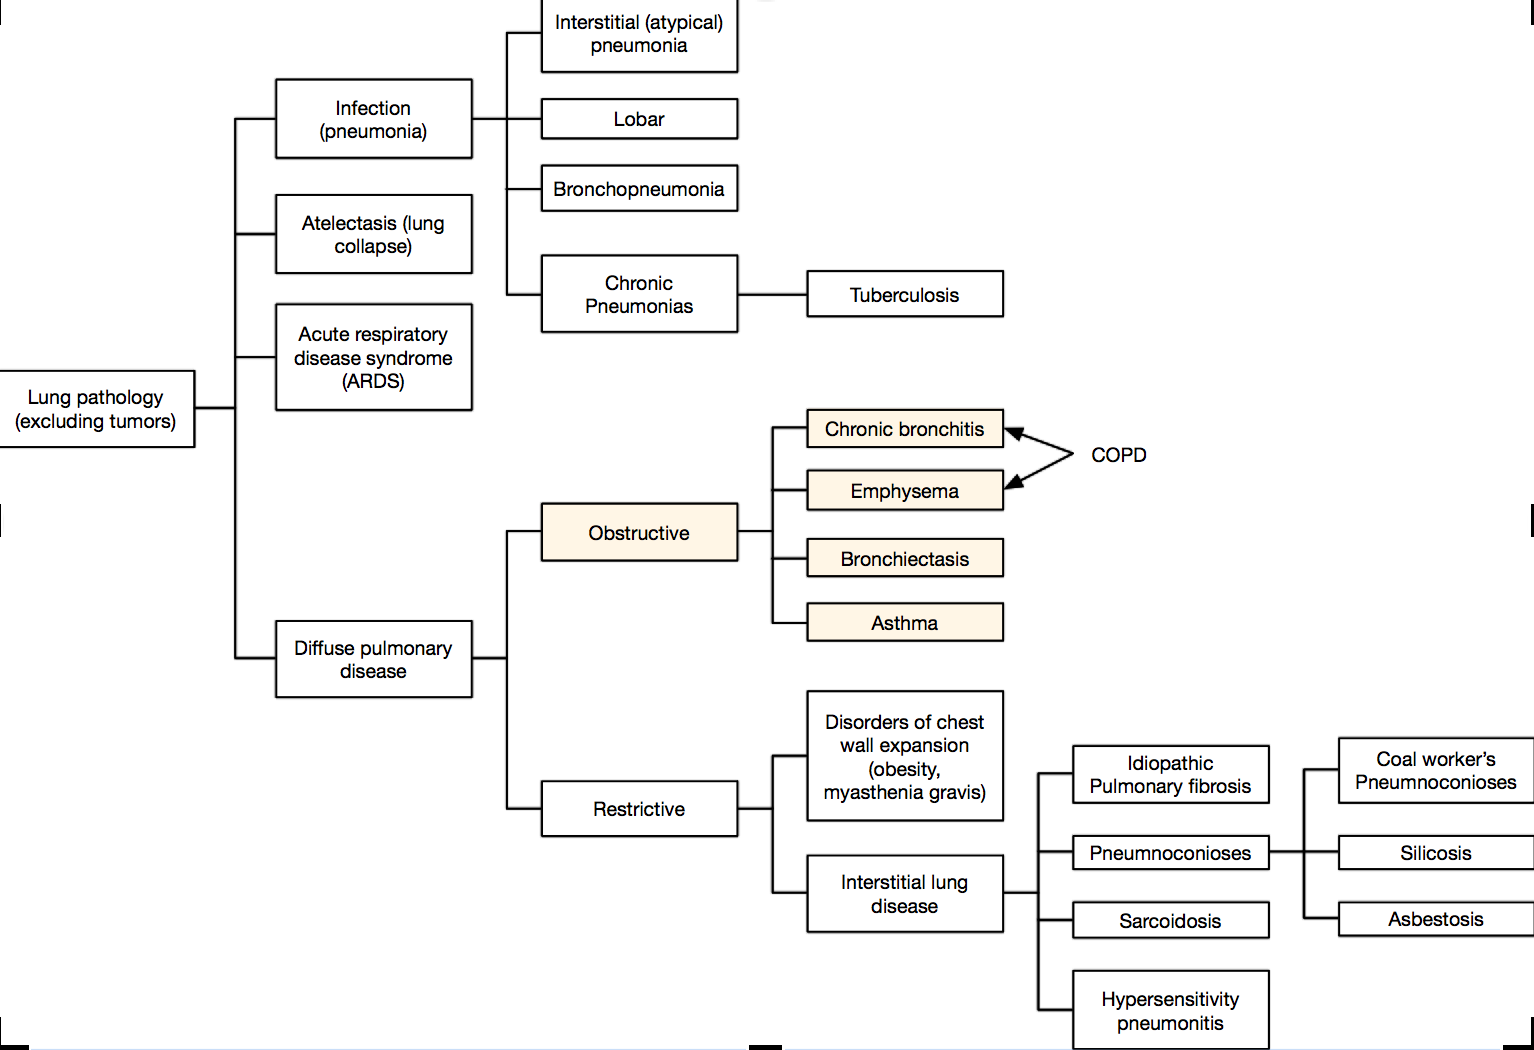 Interstitial (atypical)
pneumonia
Infection
(pneumonia)
Lobar
Bronchopneumonia
Atelectasis (lung
collapse)
Chronic
Pneumonias
Tuberculosis
Acute respiratory
disease syndrome
(ARDS)
Lung pathology
(excluding tumors)
Chronic bronchitis
COPD
Emphysema
Obstructive
Bronchiectasis
Asthma
Diffuse pulmonary
disease
Disorders of chest
wall expansion
(obesity,
myasthenia gravis)
Restrictive
Idiopathic
Pulmonary fibrosis
Coal worker's
Pneumnoconioses
Pneumnoconioses
Silicosis
Interstitial lung
disease
Sarcoidosis
Asbestosis
Hypersensitivity
pneumonitis